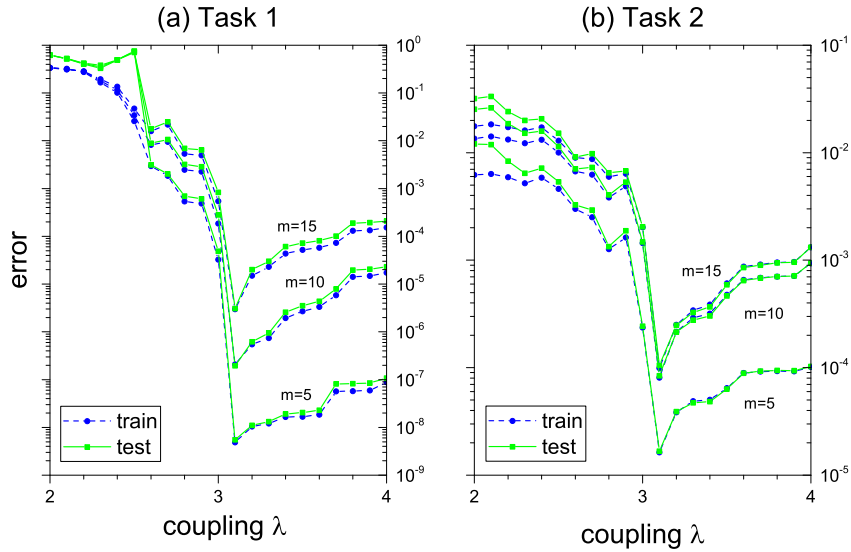 (a) Task 1
error
10^0
10^-1
10^-2
10^-3
10^-4
10^-5
10^-6
10^-7
10^-8
10^-9
m=15
m=10
m=5
train
test
2
3
4
coupling λ
(b) Task 2
10^-1
10^-2
10^-3
10^-4
10^-5
m=15
m=10
m=5
train
test
2
3
4
coupling λ